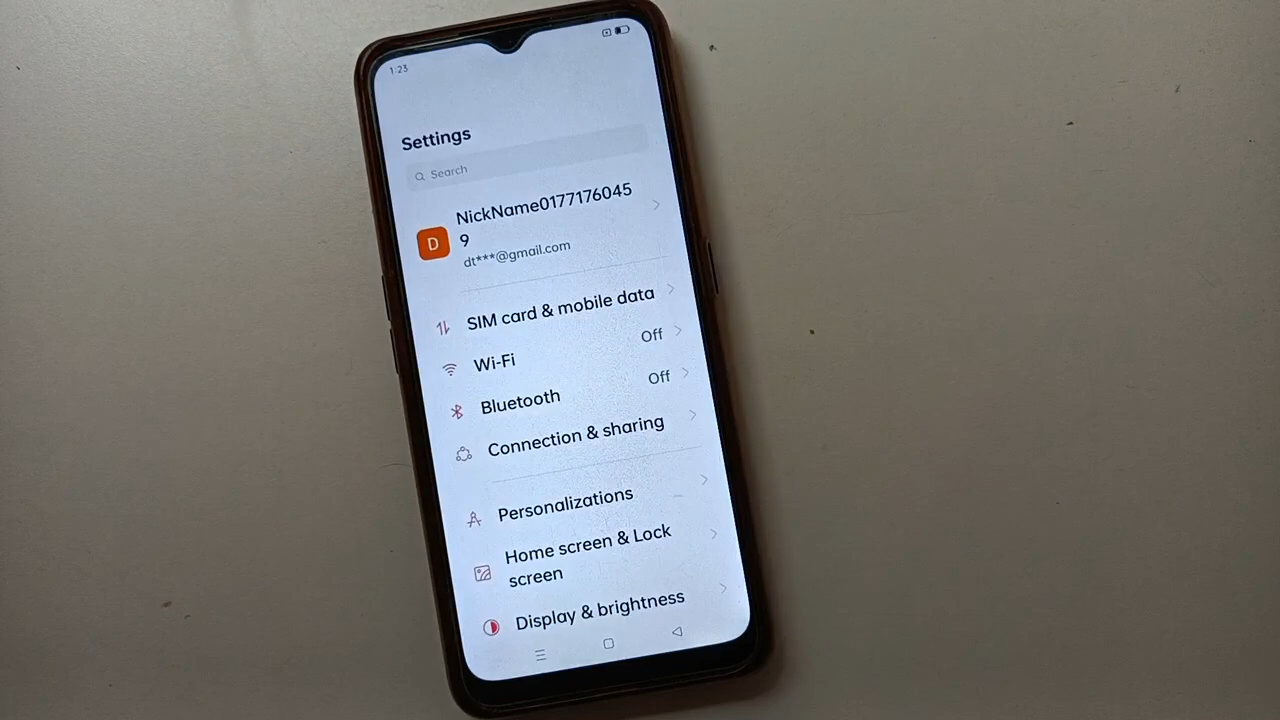 1:23
Settings
Search
NickName0177176045
9
D
dt***@gmail.com
SIM card & mobile data
Wi-Fi Off
Bluetooth Off
Connection & sharing
Personalizations
Home screen & Lock
screen
Display & brightness